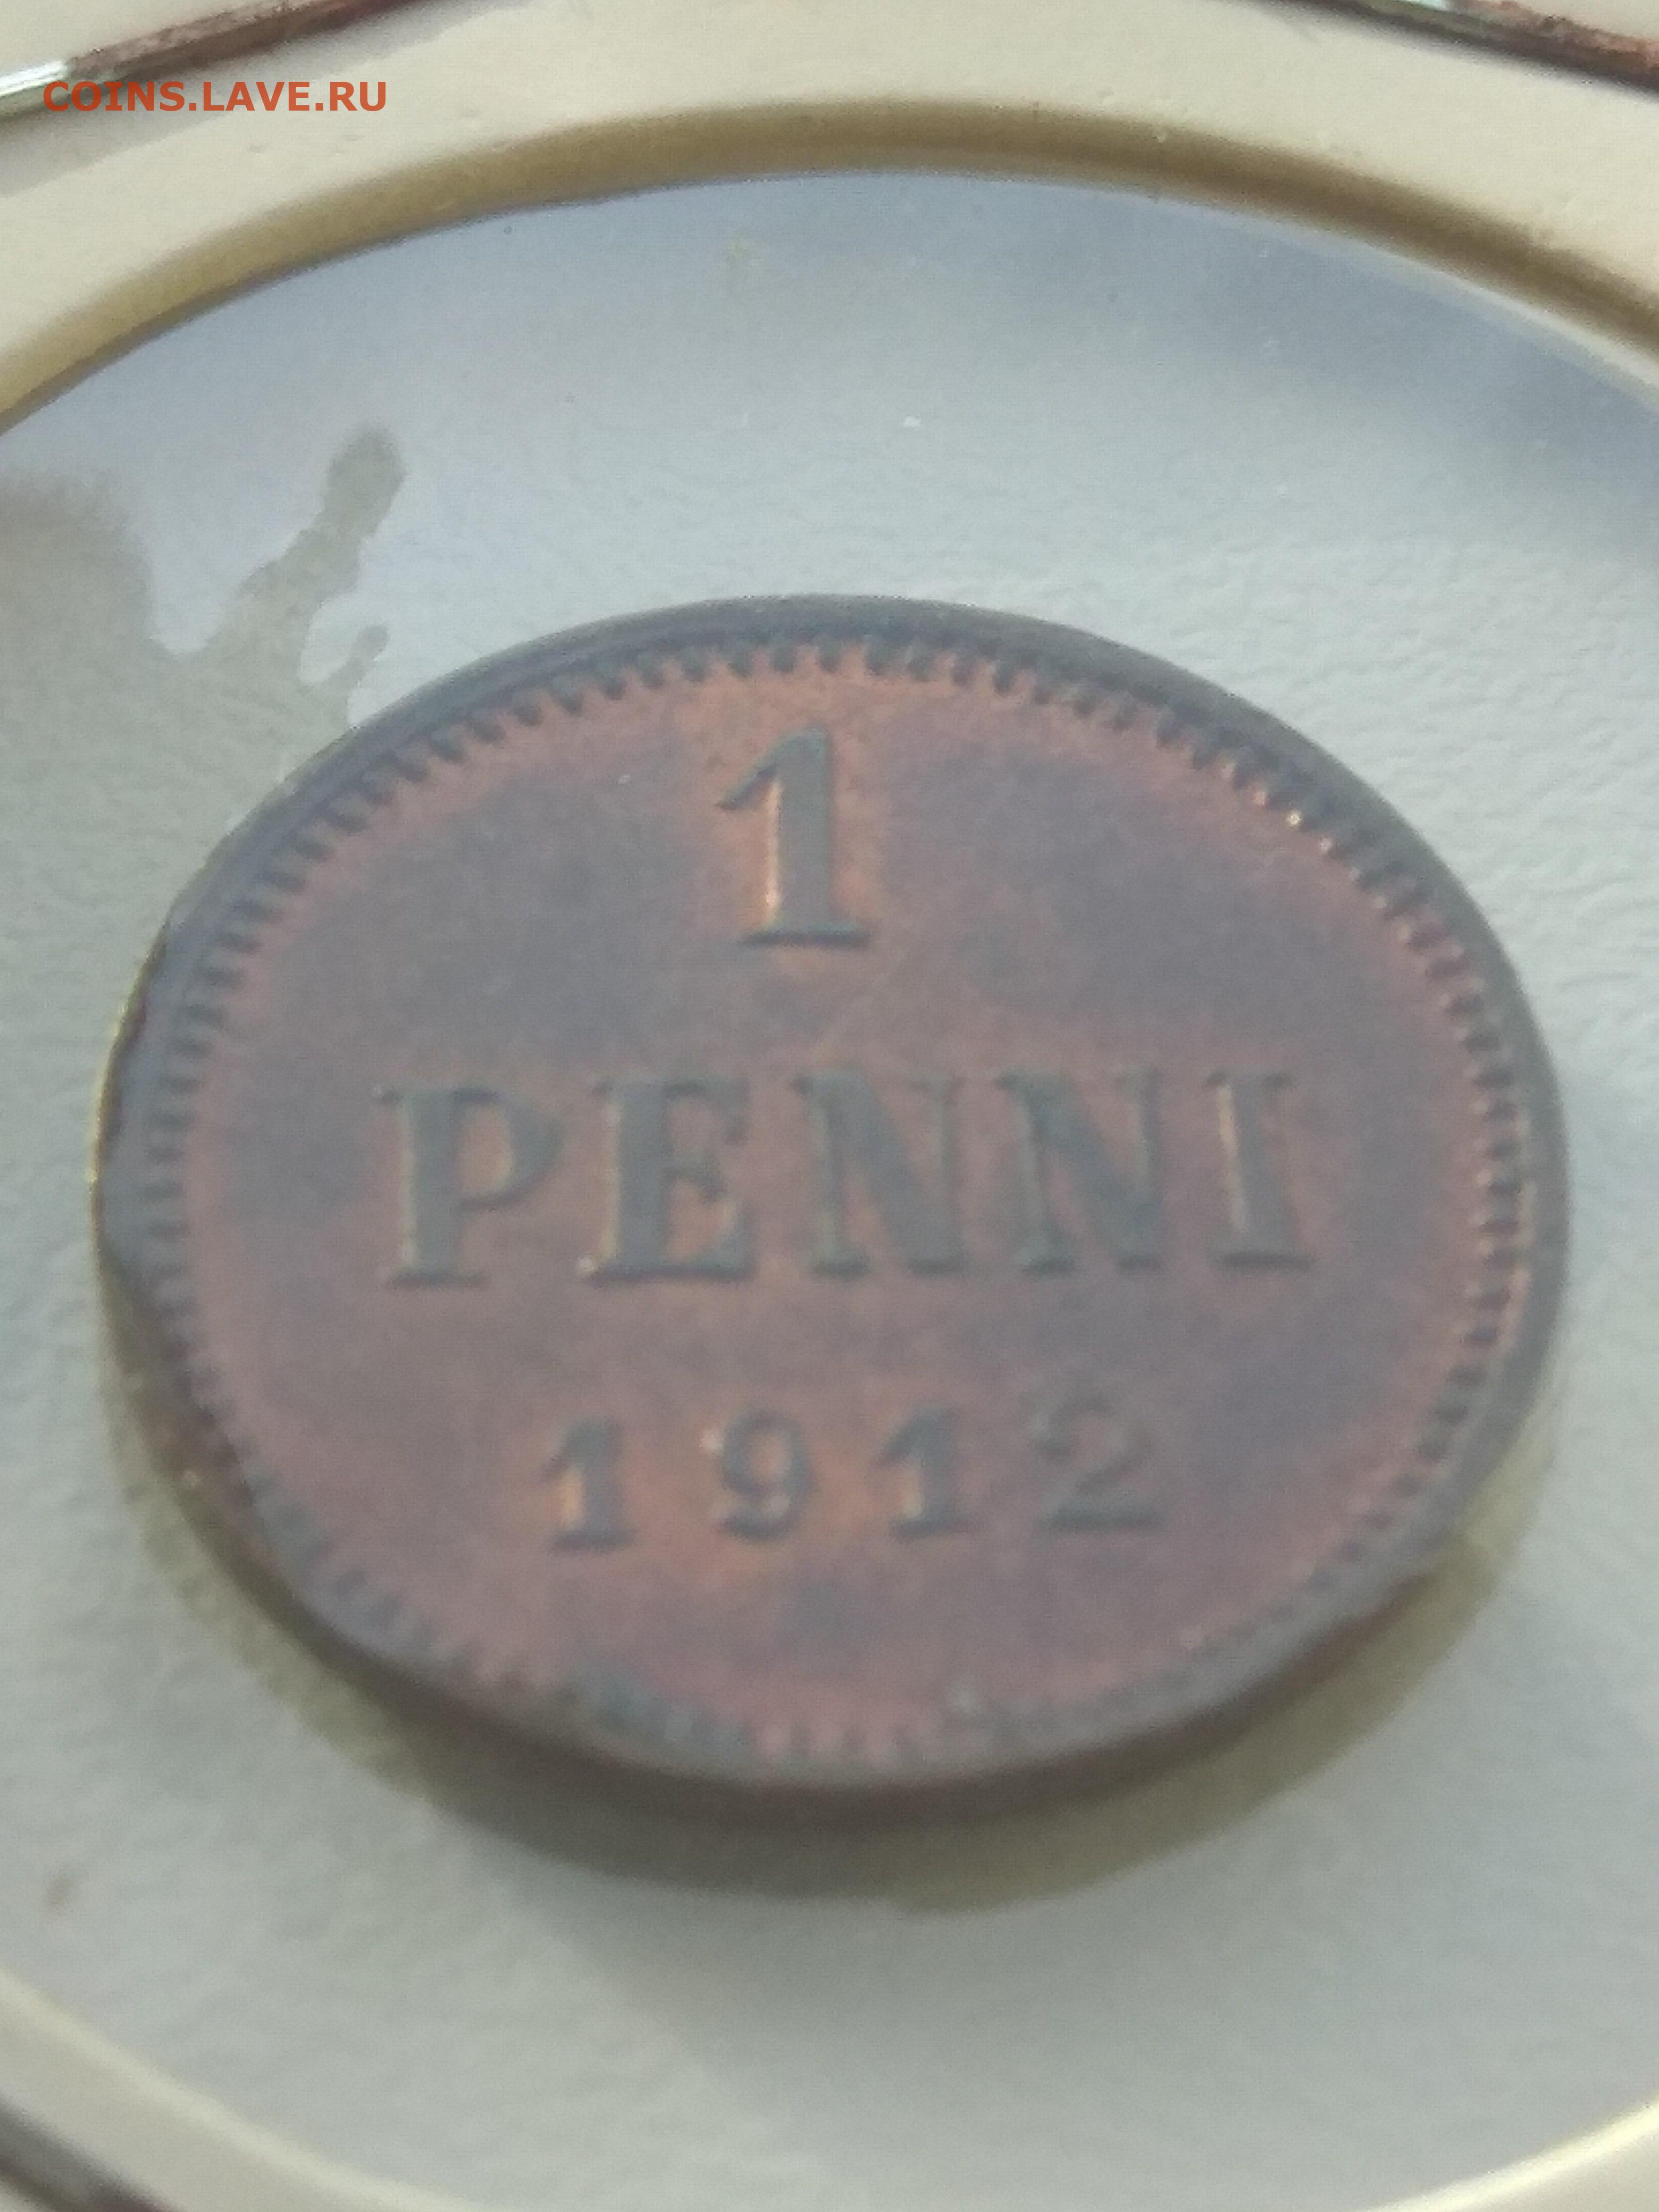 COINS.LAVE.RU
1
PENNI
1912